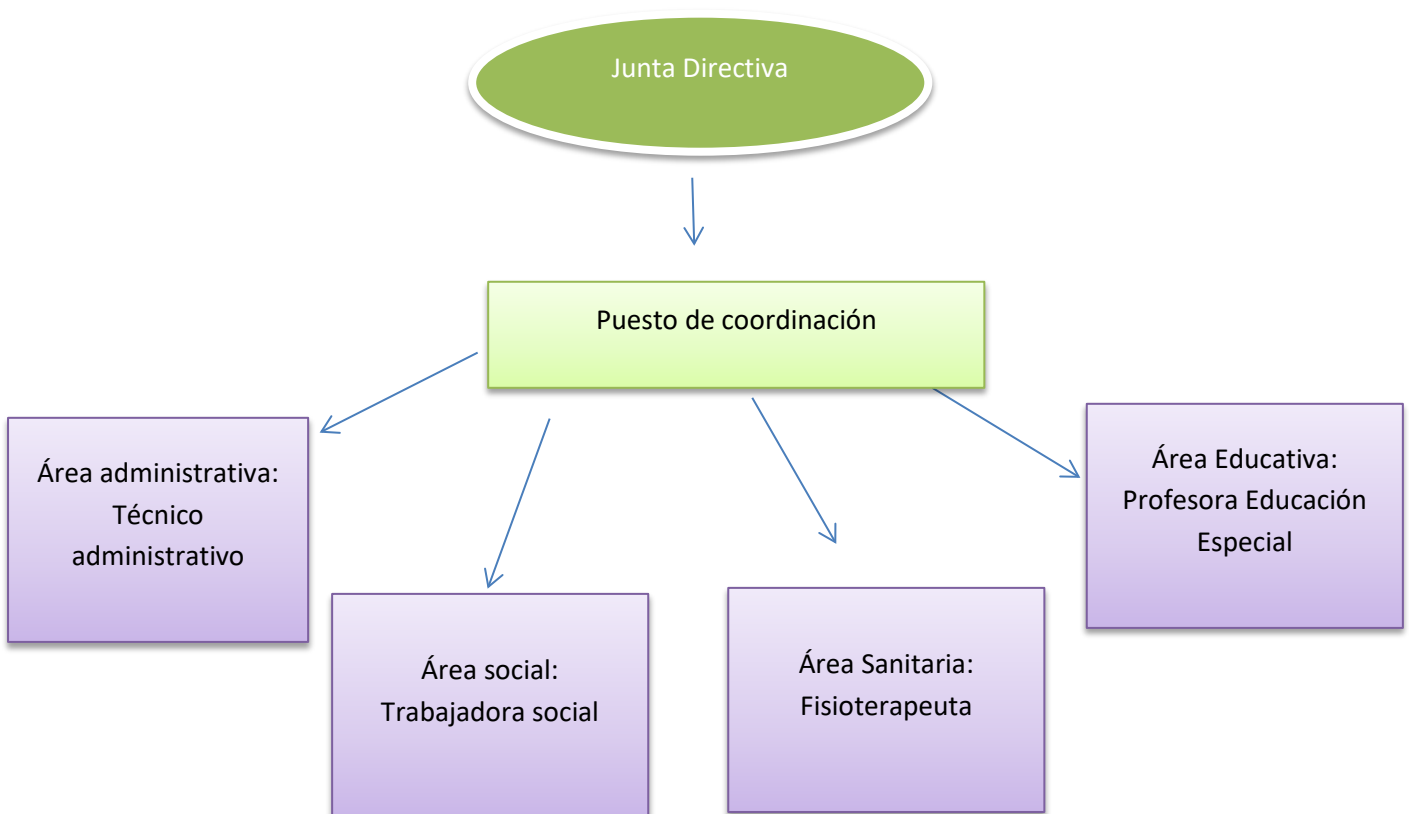 Junta Directiva
Puesto de coordinación
Área administrativa:
Técnico
administrativo
Área social:
Trabajadora social
Área Sanitaria:
Fisioterapeuta
Área Educativa:
Profesora Educación
Especial